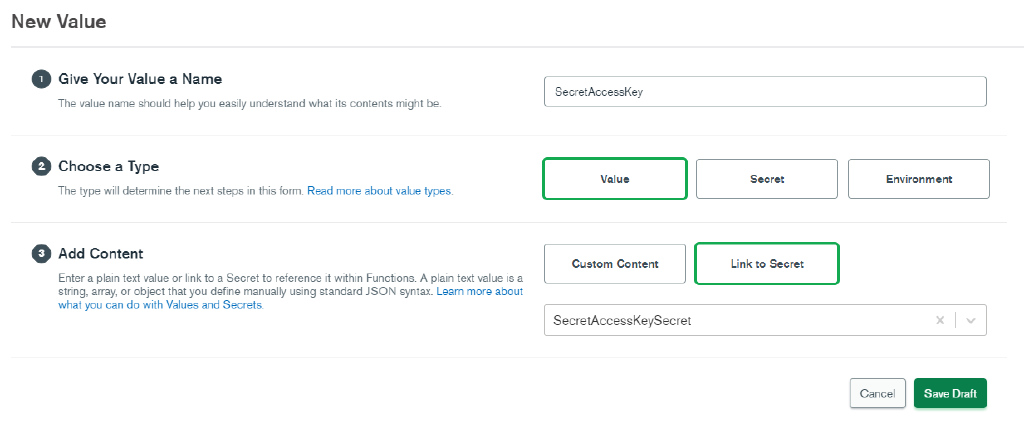 New Value
1 Give Your Value a Name
The value name should help you easily understand what its contents might be.
SecretAccessKey
2 Choose a Type
The type will determine the next steps in this form. Read more about value types.
Value Secret Environment
3 Add Content
Enter a plain text value or link to a Secret to reference it within Functions. A plain text value is a
string, array, or object that you define manually using standard JSON syntax. Learn more about
what you can do with Values and Secrets.
Custom Content Link to Secret
SecretAccessKeySecret
Cancel Save Draft